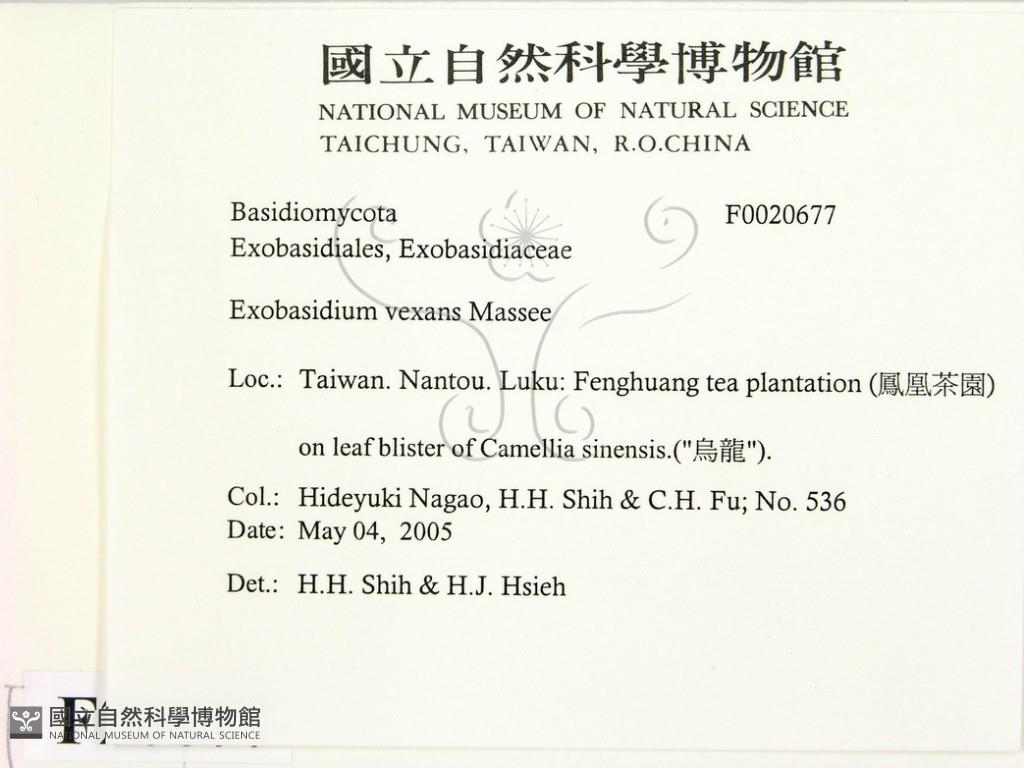 國立自然科學博物館
NATIONAL MUSEUM OF NATURAL SCIENCE
TAICHUNG, TAIWAN, R.O.CHINA
Basidiomycota F0020677
Exobasidiales, Exobasidiaceae
Exobasidium vexans Massee
Loc.: Taiwan. Nantou. Luku: Fenghuang tea plantation (鳳凰茶園)
on leaf blister of Camellia sinensis.("烏龍").
Col.: Hideyuki Nagao, H.H. Shih & C.H. Fu; No. 536
Date: May 04, 2005
Det.: H.H. Shih & H.J. Hsieh
F
國立自然科學博物館
NATIONAL MUSEUM OF NATURAL SCIENCE